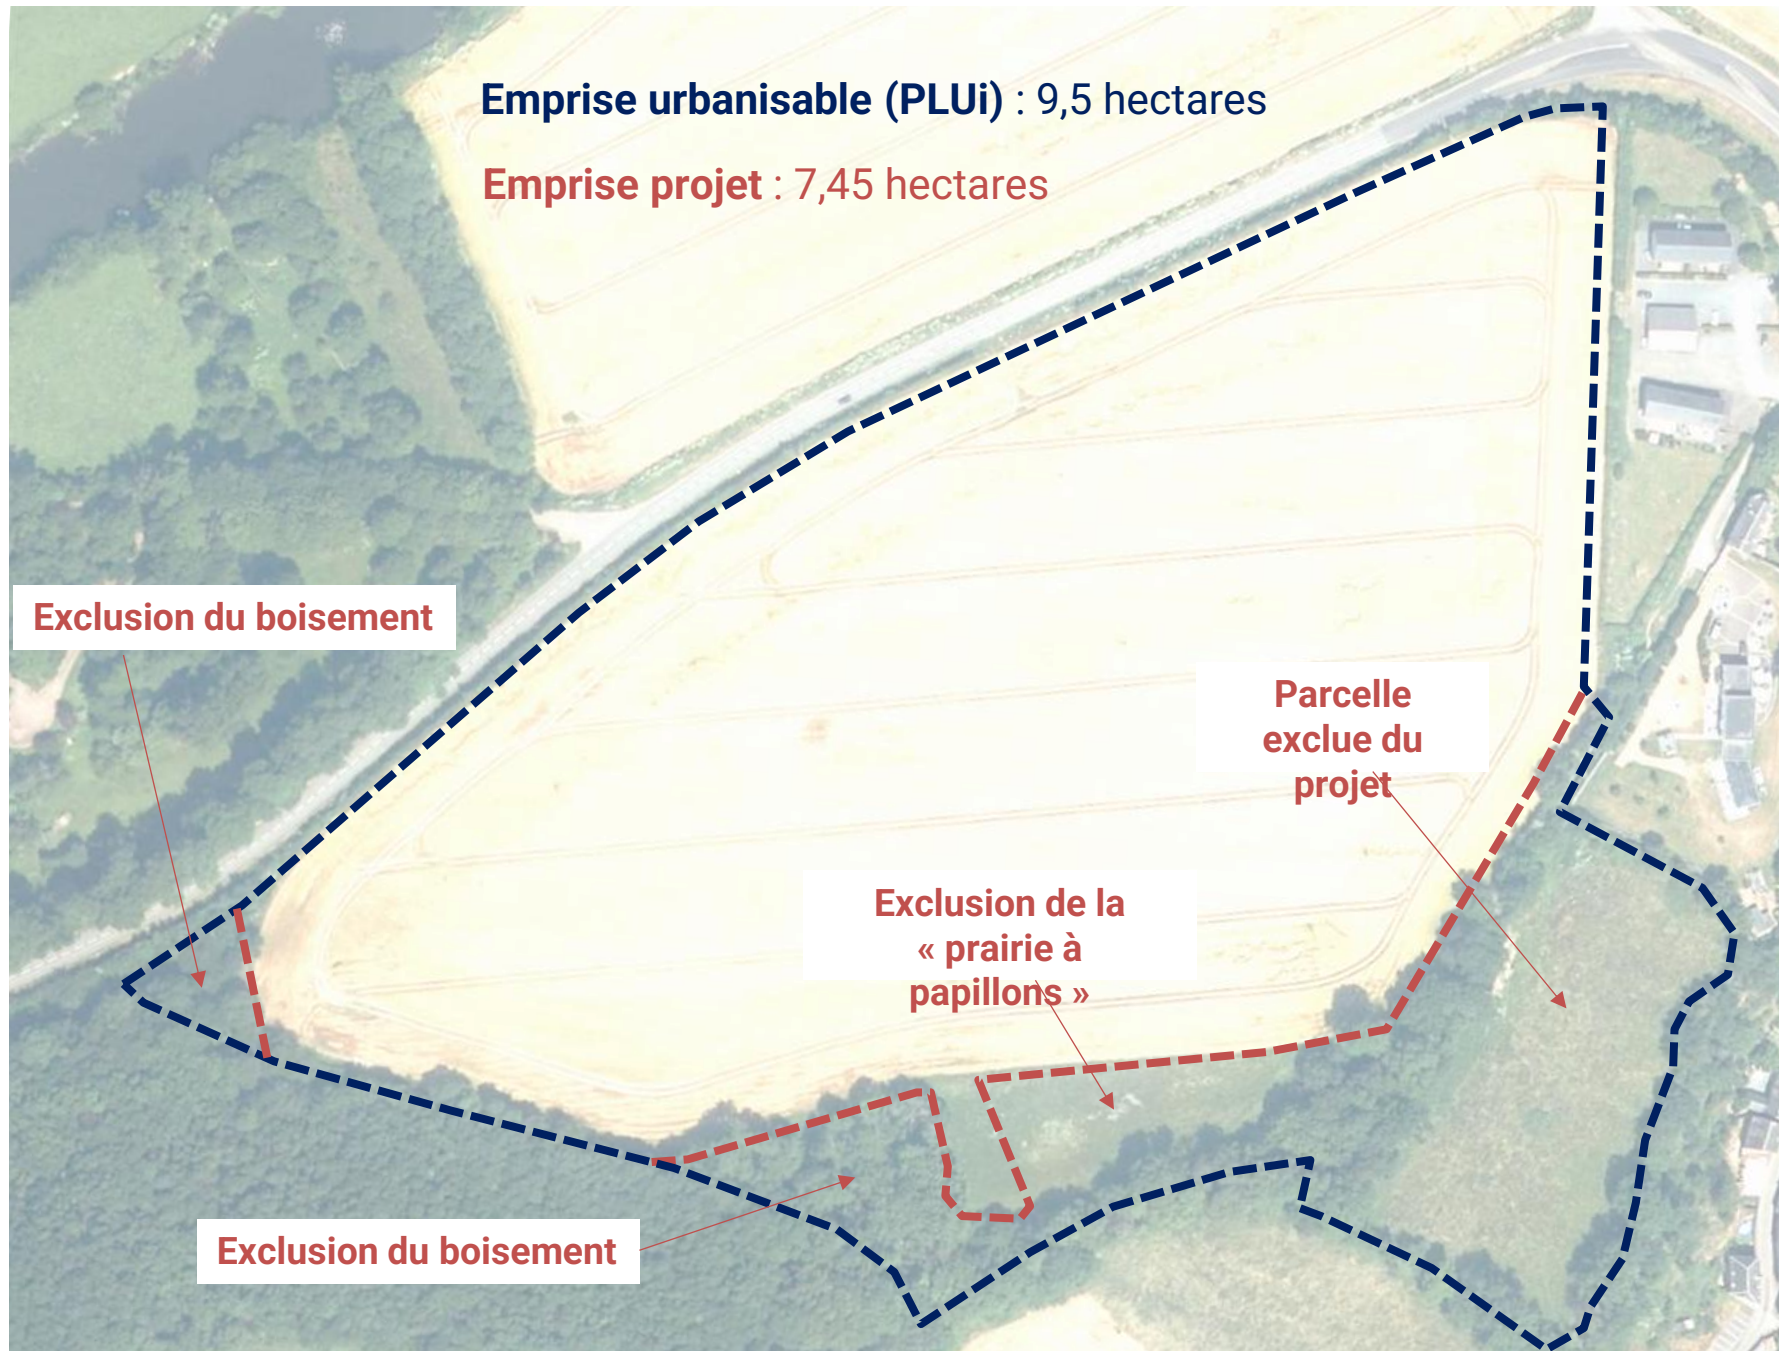 Emprise urbanisable (PLUi) : 9,5 hectares
Emprise projet : 7,45 hectares
Exclusion du boisement
Parcelle
exclue du
projet
Exclusion de la
« prairie à
papillons »
Exclusion du boisement